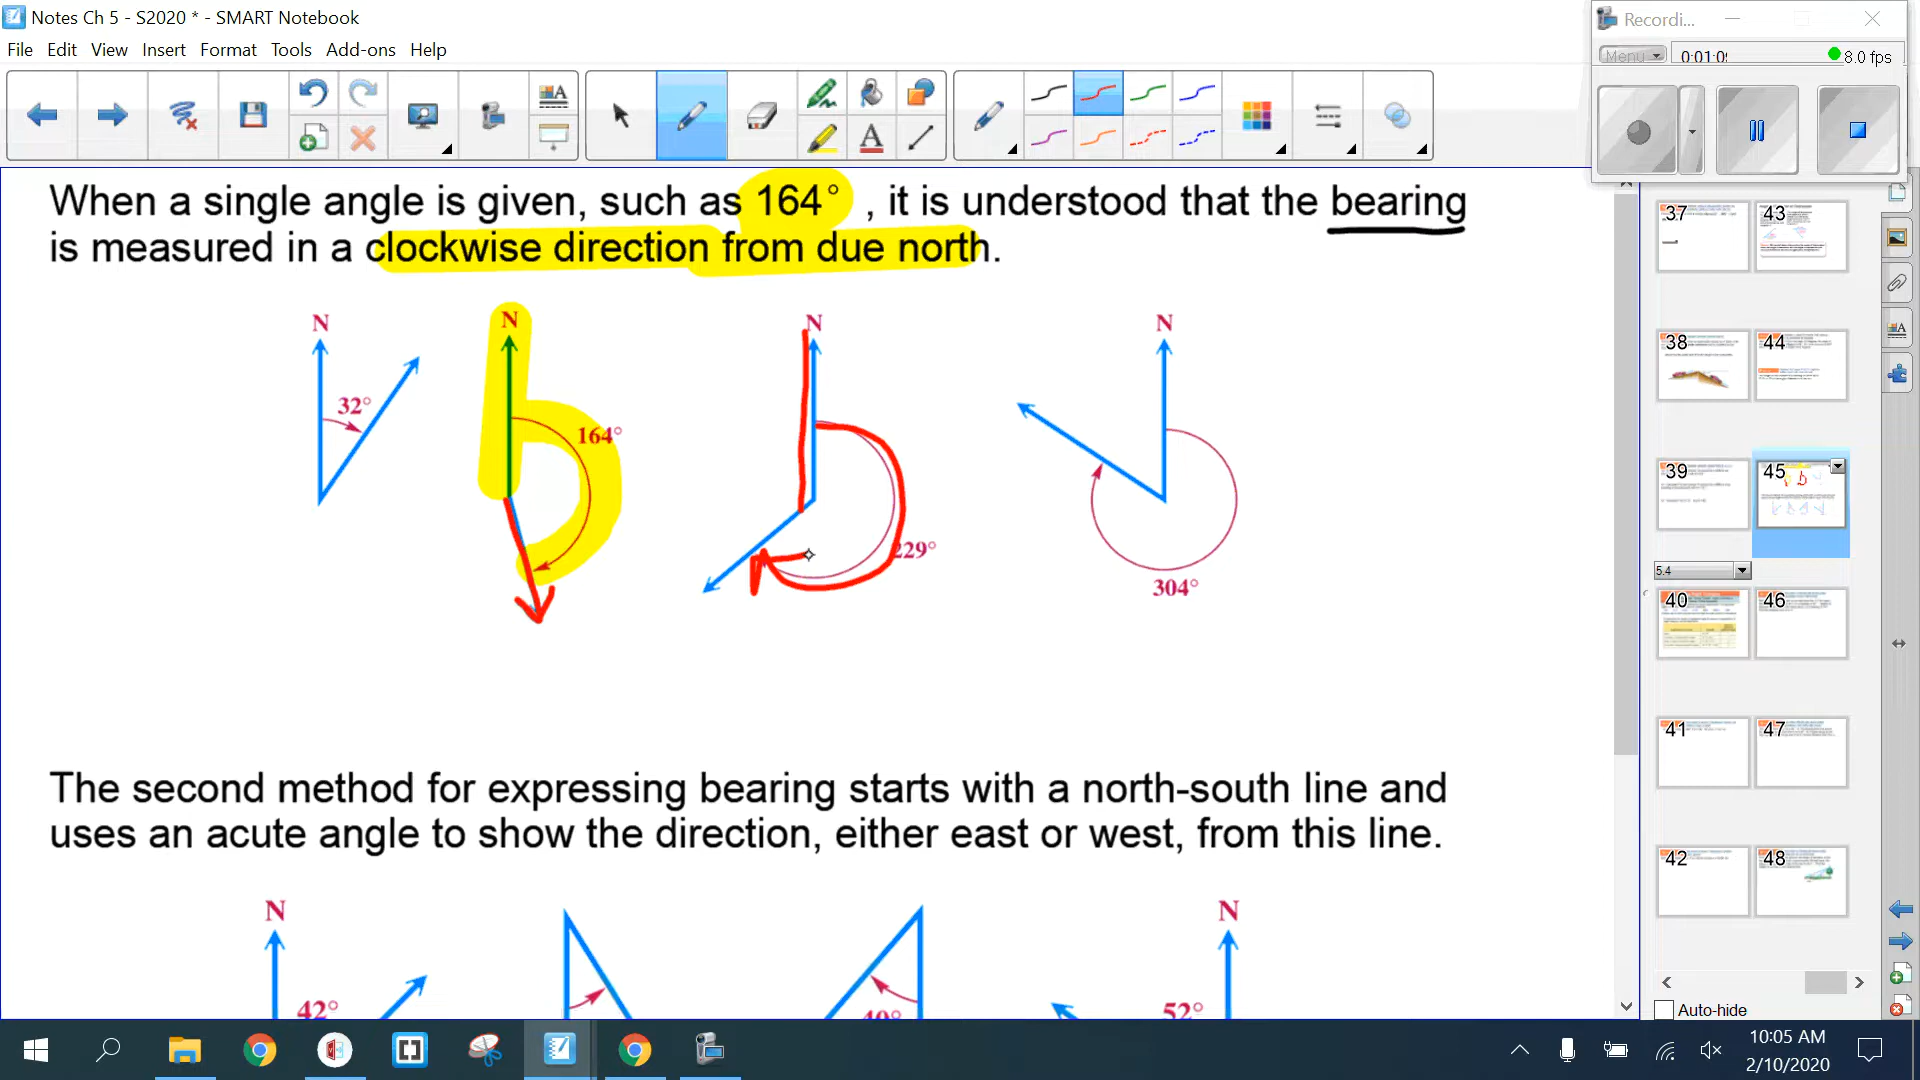 Notes Ch 5 - S2020 * - SMART Notebook
File Edit View Insert Format Tools Add-ons Help
Recordi...
Menu 8.0 fps
When a single angle is given, such as 164° , it is understood that the bearing
is measured in a clockwise direction from due north.
N N N N
32° 164° 229° 304°
The second method for expressing bearing starts with a north-south line and
uses an acute angle to show the direction, either east or west, from this line.
N N
42° 40° 52°
37 43
38 44
39 45
5.4
40 46
41 47
42 48
Auto-hide
10:05 AM
2/10/2020